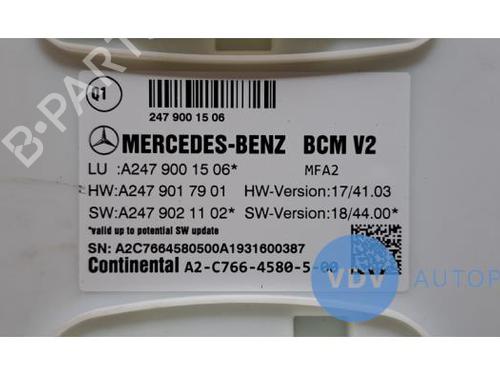 Q1
247 900 15 06
MERCEDES-BENZ BCM V2
LU :A247 900 15 06* MFA2
HW:A247 901 79 01 HW-Version:17/41.03
SW:A247 902 11 02* SW-Version:18/44.00*
*valid up to potential SW update
SN: A2C7664580500A1931600387
Continental A2-C766-4580-5-00
B-PARTS
VDV AUTOP